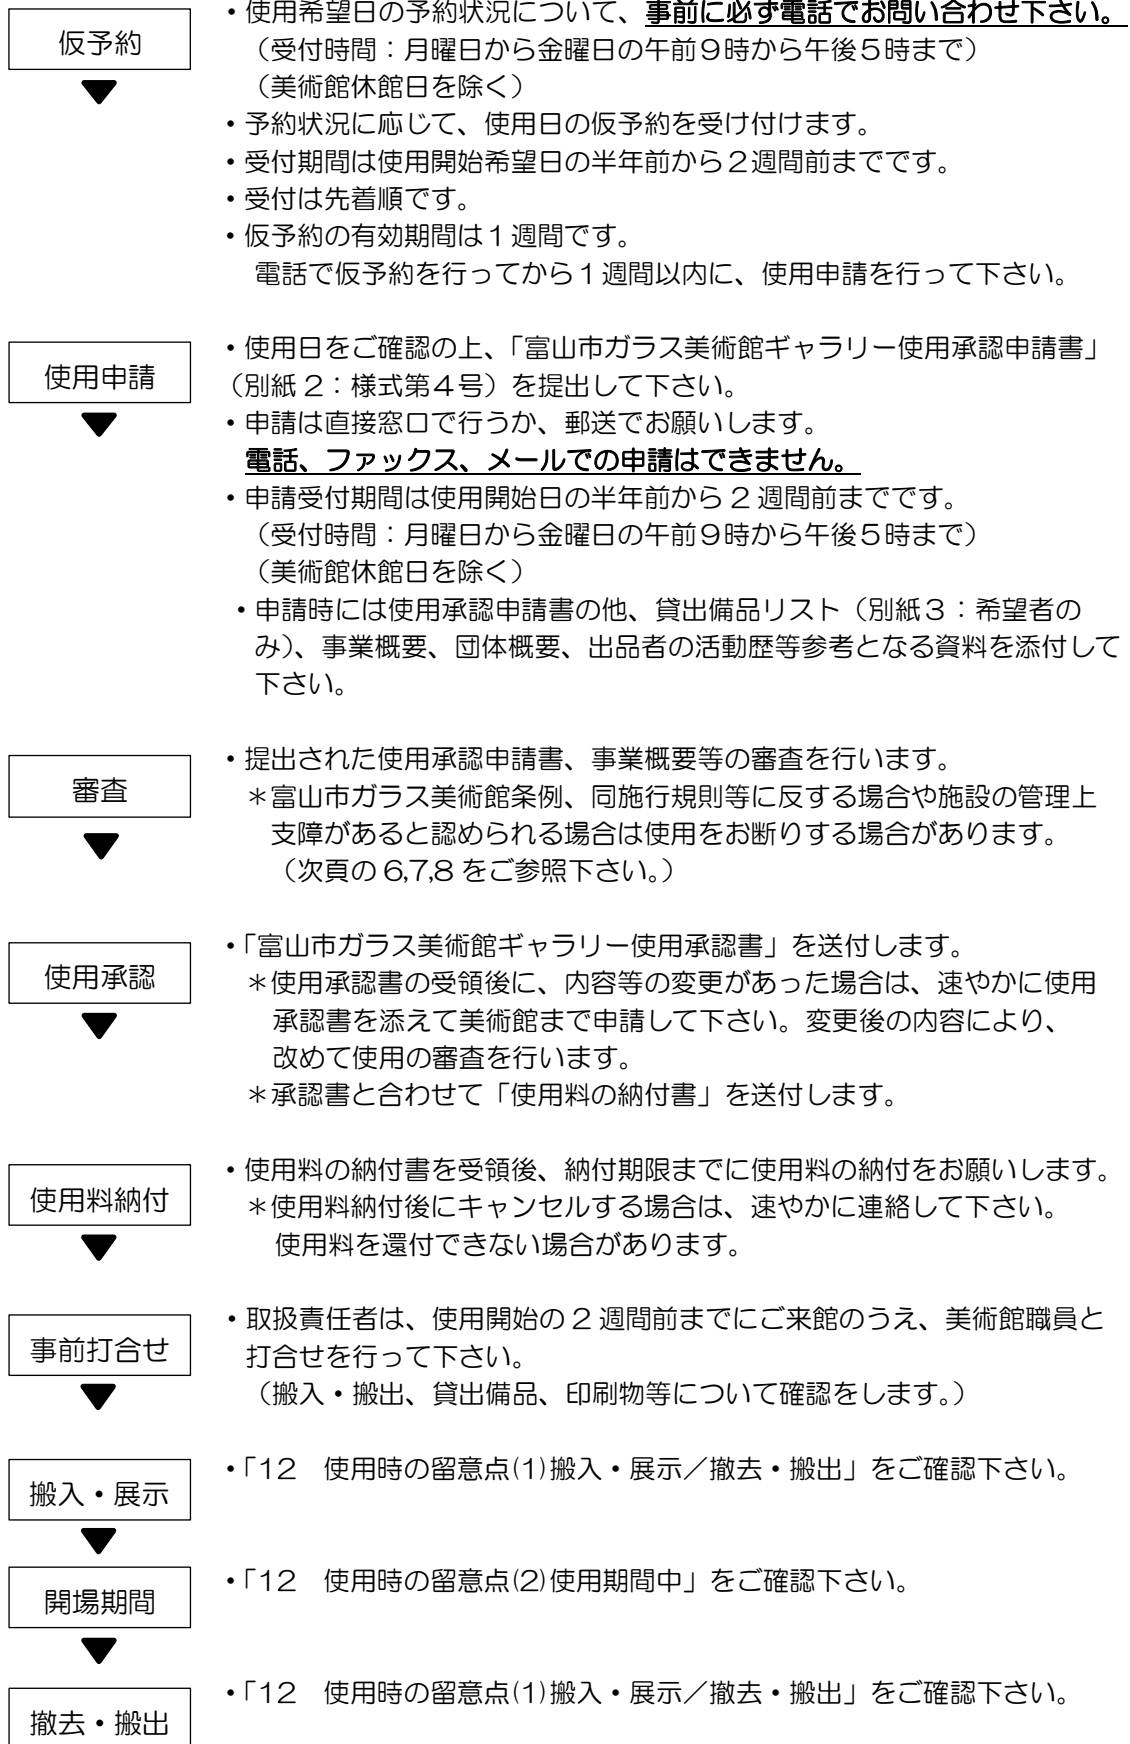 仮予約
・使用希望日の予約状況について、事前に必ず電話でお問い合わせ下さい。
（受付時間：月曜日から金曜日の午前９時から午後５時まで）
（美術館休館日を除く）
・予約状況に応じて、使用日の仮予約を受け付けます。
・受付期間は使用開始希望日の半年前から２週間前までです。
・受付は先着順です。
・仮予約の有効期間は１週間です。
電話で仮予約を行ってから１週間以内に、使用申請を行って下さい。
使用申請
・使用日をご確認の上、「富山市ガラス美術館ギャラリー使用承認申請書」
（別紙 2：様式第４号）を提出して下さい。
・申請は直接窓口で行うか、郵送でお願いします。
電話、ファックス、メールでの申請はできません。
・申請受付期間は使用開始日の半年前から 2 週間前までです。
（受付時間：月曜日から金曜日の午前９時から午後５時まで）
（美術館休館日を除く）
・申請時には使用承認申請書の他、貸出備品リスト（別紙３：希望者の
み）、事業概要、団体概要、出品者の活動歴等参考となる資料を添付して
下さい。
審査
・提出された使用承認申請書、事業概要等の審査を行います。
＊富山市ガラス美術館条例、同施行規則等に反する場合や施設の管理上
支障があると認められる場合は使用をお断りする場合があります。
（次頁の 6,7,8 をご参照下さい。）
使用承認
・「富山市ガラス美術館ギャラリー使用承認書」を送付します。
＊使用承認書の受領後に、内容等の変更があった場合は、速やかに使用
承認書を添えて美術館まで申請して下さい。変更後の内容により、
改めて使用の審査を行います。
＊承認書と合わせて「使用料の納付書」を送付します。
使用料納付
・使用料の納付書を受領後、納付期限までに使用料の納付をお願いします。
＊使用料納付後にキャンセルする場合は、速やかに連絡して下さい。
使用料を還付できない場合があります。
事前打合せ
・取扱責任者は、使用開始の 2 週間前までにご来館のうえ、美術館職員と
打合せを行って下さい。
（搬入・搬出、貸出備品、印刷物等について確認をします。）
搬入・展示
・「12　使用時の留意点(1)搬入・展示／撤去・搬出」をご確認下さい。
開場期間
・「12　使用時の留意点(2)使用期間中」をご確認下さい。
撤去・搬出
・「12　使用時の留意点(1)搬入・展示／撤去・搬出」をご確認下さい。